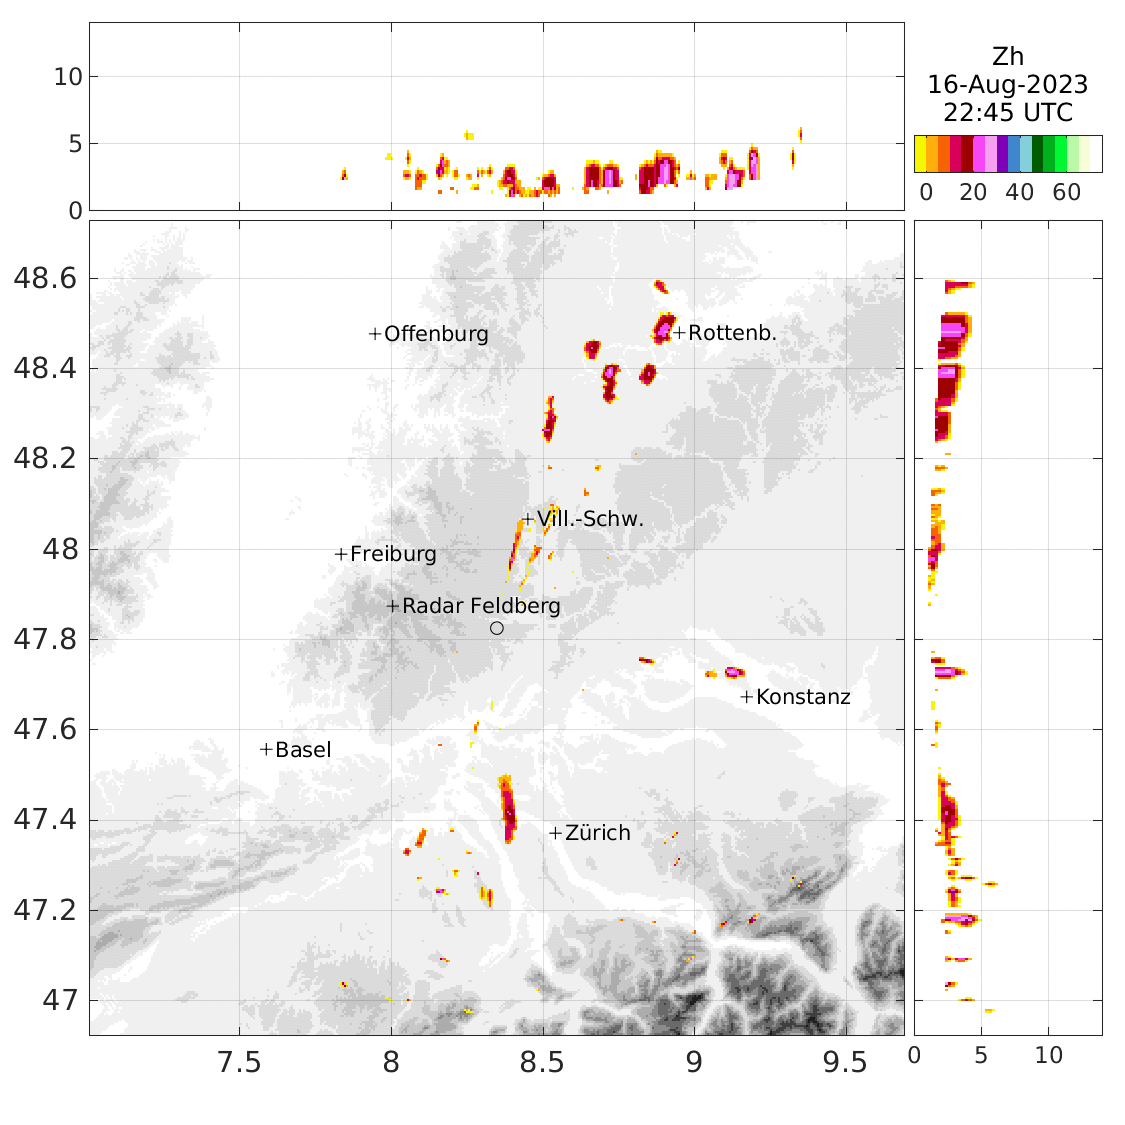 10
5
0
Zh
16-Aug-2023
22:45 UTC
0 20 40 60
48.6
48.4
48.2
48
47.8
47.6
47.4
47.2
47
+Offenburg
+Rottenb.
+Vill.-Schw.
+Freiburg
+Radar Feldberg
+Konstanz
+Basel
+Zürich
7.5 8 8.5 9 9.5
0 5 10